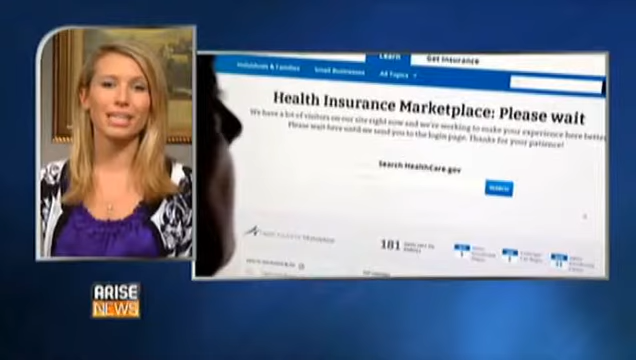 Learn
Get Insurance
Individuals & Families
Small Businesses
All Topics
Health Insurance Marketplace: Please wait
We have a lot of visitors on our site right now and we're working to make your experience here better.
Please wait here until we send you to the login page. Thanks for your patience!
Search HealthCare.gov
SEARCH
181
ARISE
NEWS